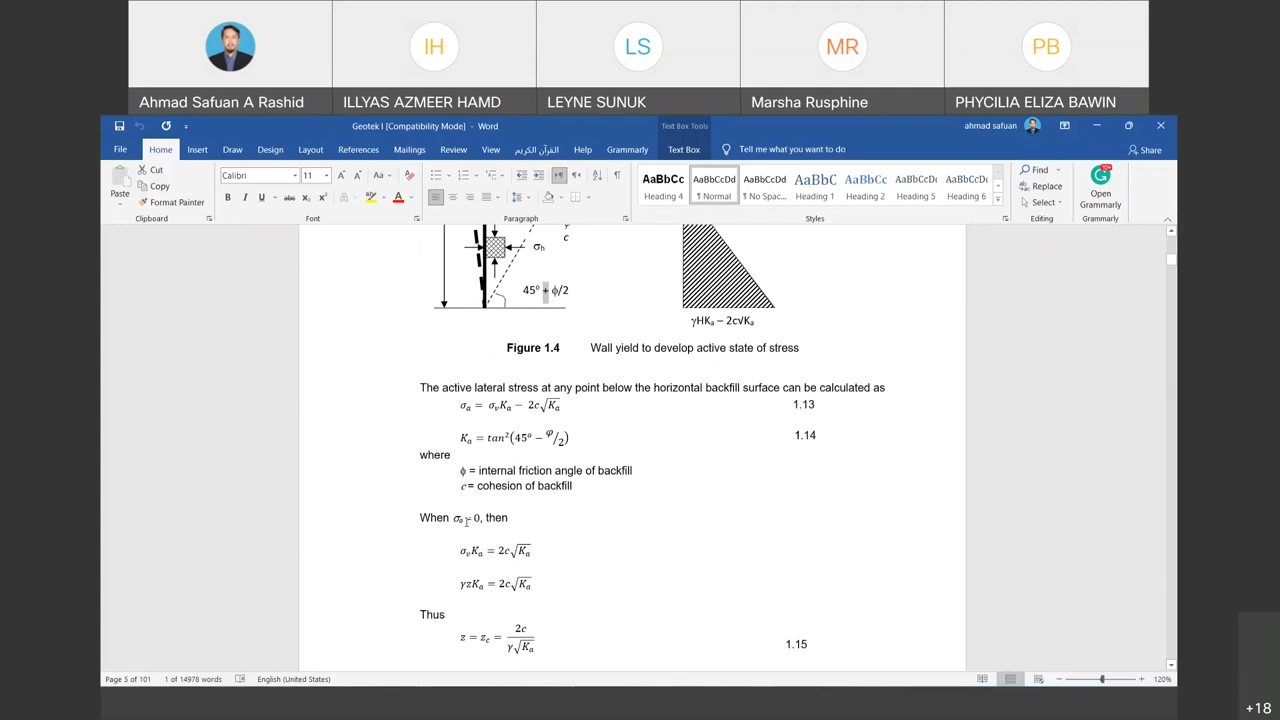 IH
LS
MR
PB
Ahmad Safuan A Rashid
ILLYAS AZMEER HAMD
LEYNE SUNUK
Marsha Rusphine
PHYCILIA ELIZA BAWIN
Geotek I [Compatibility Mode] - Word
Text Box Tools
ahmad safuan
File Home Insert Draw Design Layout References Mailings Review View القرآن الكريم Help Grammarly Text Box Tell me what you want to do Share
Paste
Cut
Copy
Format Painter
Calibri 11
AaBbCc AaBbCcDd AaBbCcDd AaBbC AaBbCc AaBbCcDd AaBbCcDd
Heading 4 ¶ Normal ¶ No Spac... Heading 1 Heading 2 Heading 5 Heading 6
Find
Replace
Select
Open
Grammarly
Clipboard Font Paragraph Styles Editing Grammarly
c
σh
45º + ϕ/2
γHKₐ – 2c√Kₐ
Figure 1.4 Wall yield to develop active state of stress
The active lateral stress at any point below the horizontal backfill surface can be calculated as
σₐ = σᵥKₐ − 2c√Kₐ 1.13
Kₐ = tan²(45º − φ/2) 1.14
where
ϕ = internal friction angle of backfill
c = cohesion of backfill
When σₐ = 0, then
σᵥKₐ = 2c√Kₐ
γzKₐ = 2c√Kₐ
Thus
z = z꜀ = 2c / γ√Kₐ 1.15
Page 5 of 101 1 of 14978 words English (United States) 120%
+18